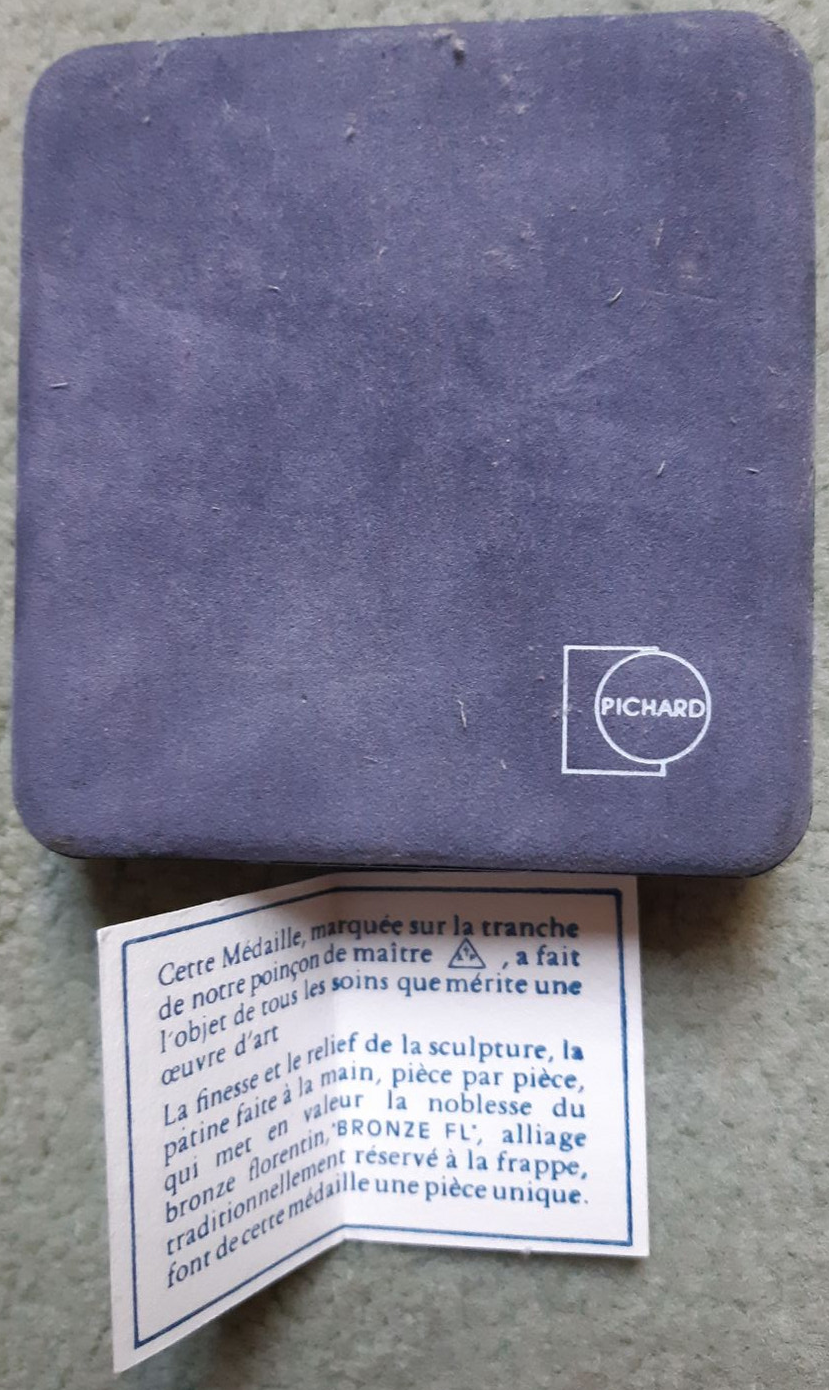 PICHARD
Cette Médaille, marquée sur la tranche
de notre poinçon de maître , a fait
l'objet de tous les soins que mérite une
œuvre d'art
La finesse et le relief de la sculpture, la
patine faite à la main, pièce par pièce,
qui met en valeur la noblesse du
bronze florentin, "BRONZE FL", alliage
traditionnellement réservé à la frappe,
font de cette médaille une pièce unique.